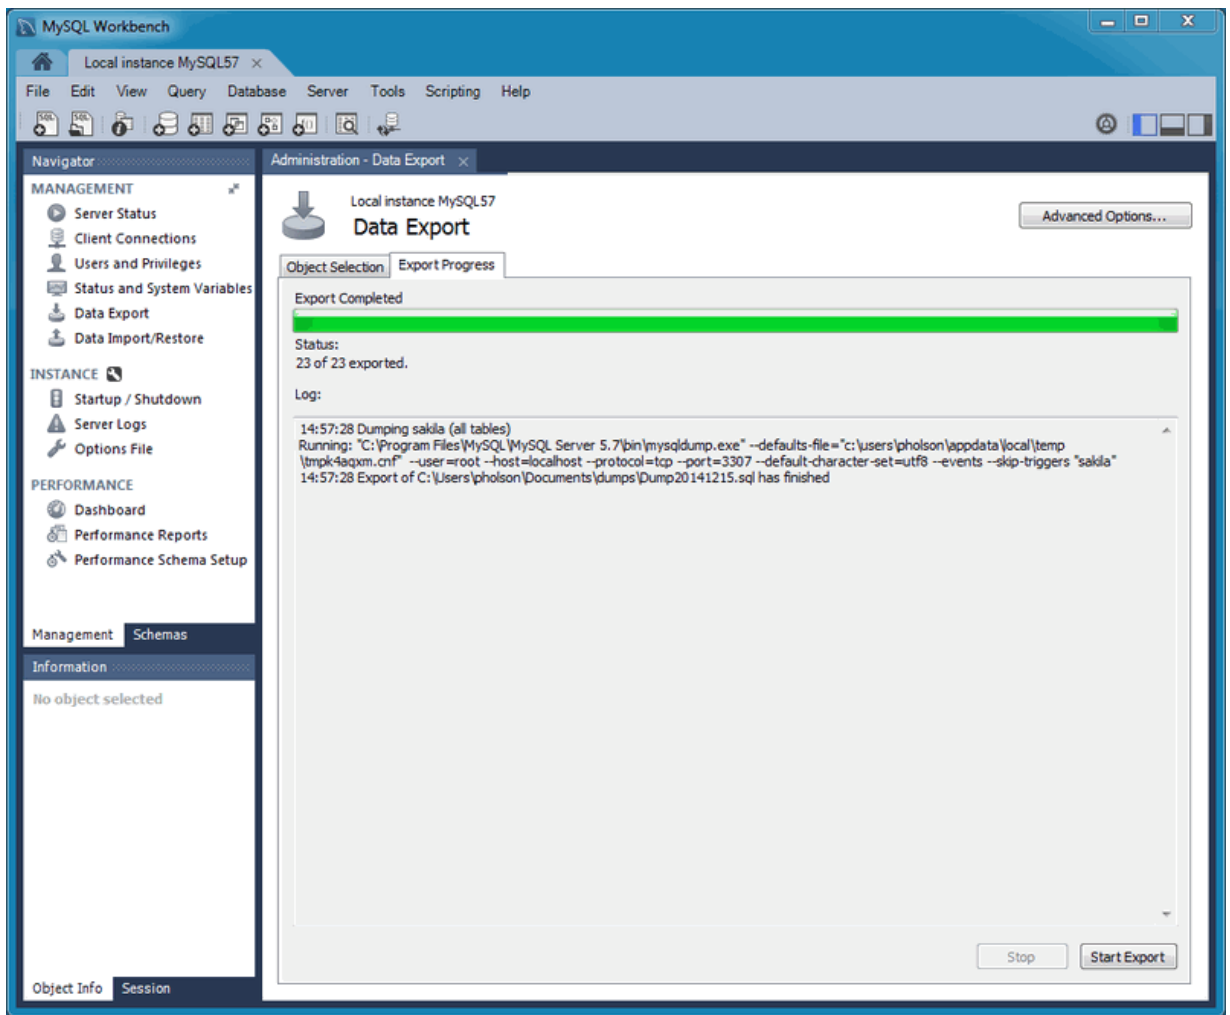 MySQL Workbench
Local instance MySQL57
File Edit View Query Database Server Tools Scripting Help
Navigator
MANAGEMENT
Server Status
Client Connections
Users and Privileges
Status and System Variables
Data Export
Data Import/Restore
INSTANCE
Startup / Shutdown
Server Logs
Options File
PERFORMANCE
Dashboard
Performance Reports
Performance Schema Setup
Management Schemas
Information
No object selected
Object Info Session
Administration - Data Export
Local instance MySQL57
Data Export
Advanced Options...
Object Selection Export Progress
Export Completed
Status:
23 of 23 exported.
Log:
14:57:28 Dumping sakila (all tables)
Running: "C:\Program Files\MySQL\MySQL Server 5.7\bin\mysqldump.exe" --defaults-file="c:\users\pholson\appdata\local\temp
\tmpk4aqxm.cnf" --user=root --host=localhost --protocol=tcp --port=3307 --default-character-set=utf8 --events --skip-triggers "sakila"
14:57:28 Export of C:\Users\pholson\Documents\dumps\Dump20141215.sql has finished
Stop Start Export